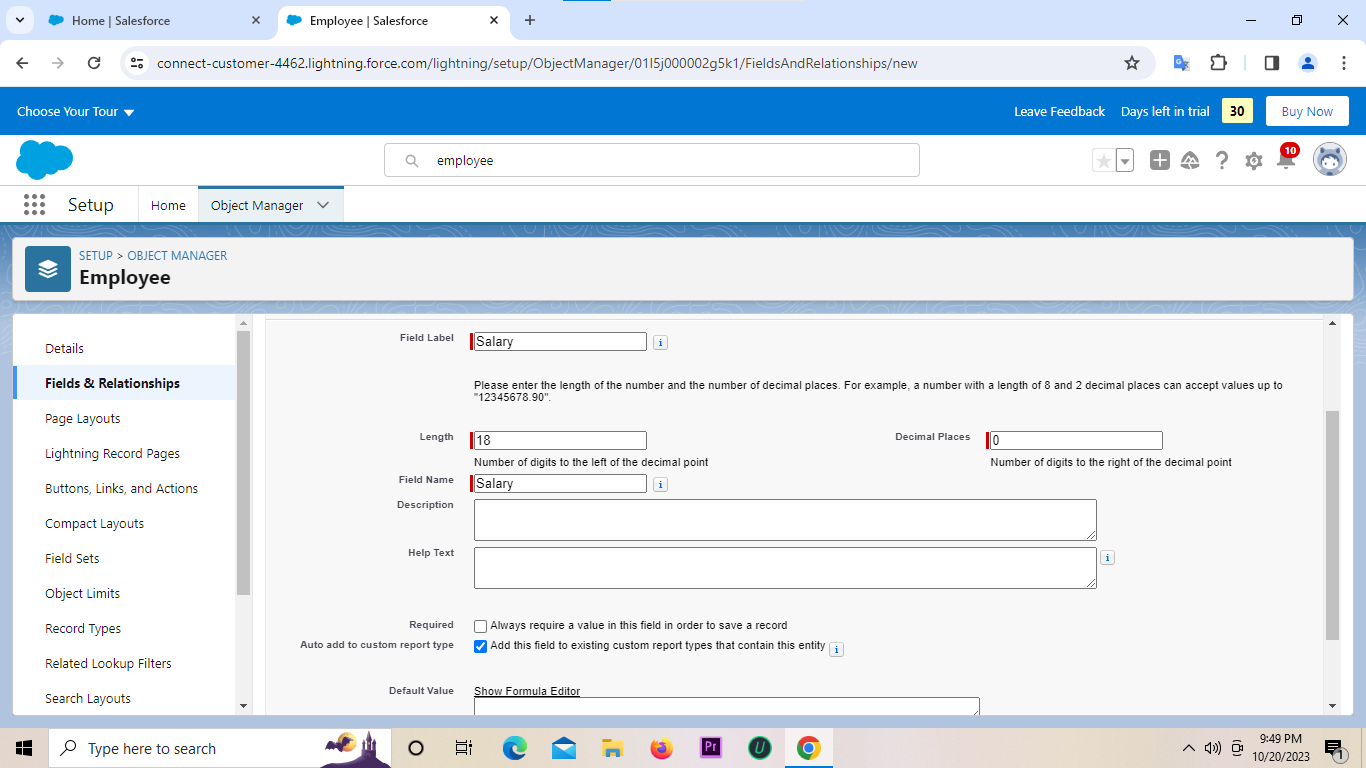 Home | Salesforce
Employee | Salesforce
connect-customer-4462.lightning.force.com/lightning/setup/ObjectManager/01I5j000002g5k1/FieldsAndRelationships/new
Choose Your Tour
Leave Feedback
Days left in trial
30
Buy Now
employee
10
Setup
Home
Object Manager
SETUP > OBJECT MANAGER
Employee
Details
Fields & Relationships
Page Layouts
Lightning Record Pages
Buttons, Links, and Actions
Compact Layouts
Field Sets
Object Limits
Record Types
Related Lookup Filters
Search Layouts
Field Label
Salary
i
Please enter the length of the number and the number of decimal places. For example, a number with a length of 8 and 2 decimal places can accept values up to
"12345678.90".
Length
18
Decimal Places
0
Number of digits to the left of the decimal point
Number of digits to the right of the decimal point
Field Name
Salary
i
Description
Help Text
i
Required
Always require a value in this field in order to save a record
Auto add to custom report type
Add this field to existing custom report types that contain this entity
i
Default Value
Show Formula Editor
Type here to search
Pr
U
9:49 PM
10/20/2023
1